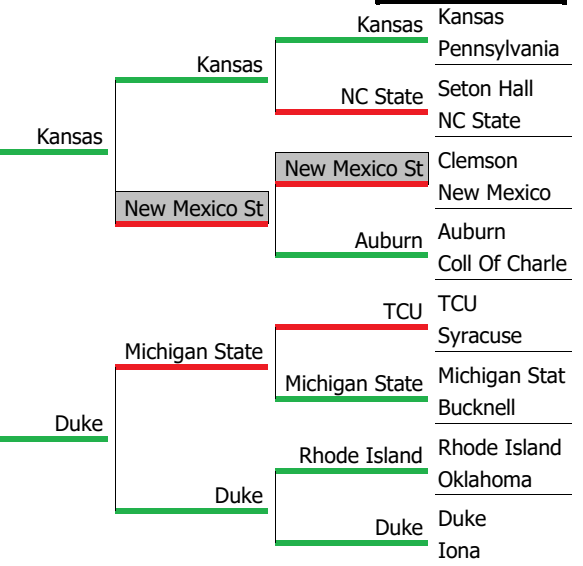 Kansas
Kansas
Pennsylvania
Kansas
NC State
Seton Hall
NC State
Kansas
New Mexico St
Clemson
New Mexico
New Mexico St
Auburn
Auburn
Coll Of Charle
TCU
TCU
Syracuse
Michigan State
Michigan State
Michigan Stat
Bucknell
Duke
Rhode Island
Rhode Island
Oklahoma
Duke
Duke
Duke
Iona